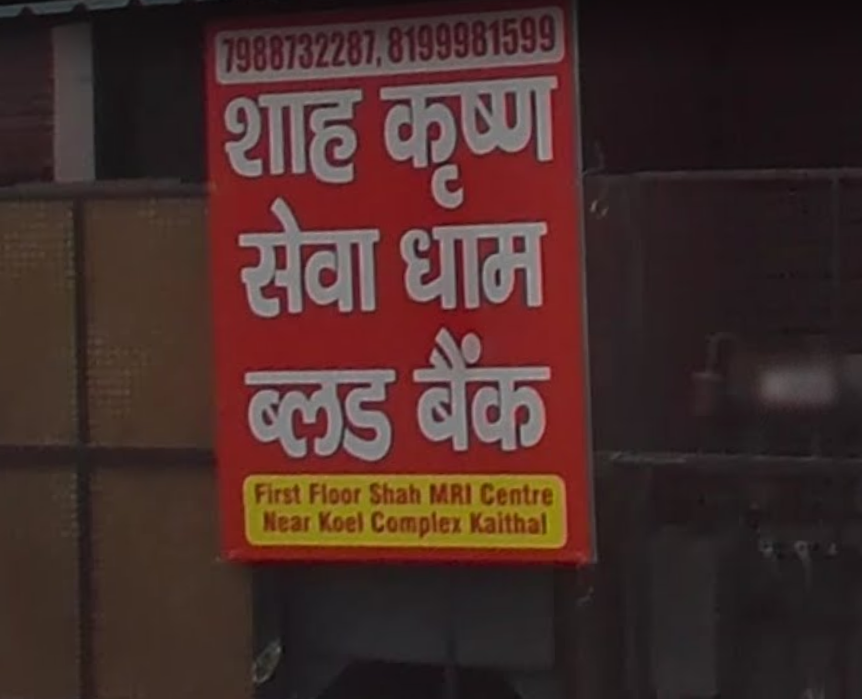 7988732287, 8199981599
शाह कृष्ण
सेवा धाम
ब्लड बैंक
First Floor Shah MRI Centre
Near Koel Complex Kaithal